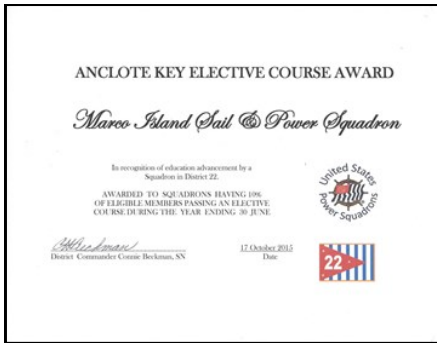 ANCLOTE KEY ELECTIVE COURSE AWARD
Marco Island Sail & Power Squadron
In recognition of education advancement by a
Squadron in District 22.
AWARDED TO SQUADRONS HAVING 10%
OF ELIGIBLE MEMBERS PASSING AN ELECTIVE
COURSE DURING THE YEAR ENDING 30 JUNE
United States
Power Squadrons
CHBeckman
17 October 2015
District Commander Connie Beckman, SN
Date
22